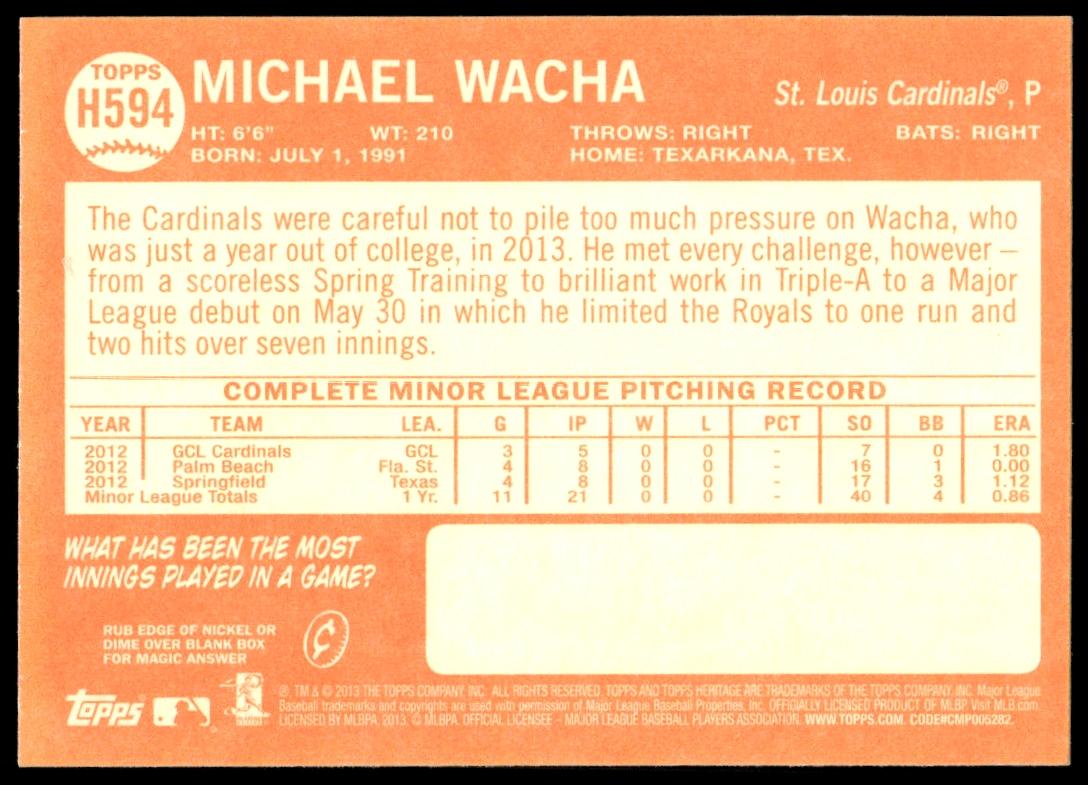 TOPPS
H594
MICHAEL WACHA
St. Louis Cardinals®, P
HT: 6'6" WT: 210 THROWS: RIGHT BATS: RIGHT
BORN: JULY 1, 1991 HOME: TEXARKANA, TEX.
The Cardinals were careful not to pile too much pressure on Wacha, who
was just a year out of college, in 2013. He met every challenge, however –
from a scoreless Spring Training to brilliant work in Triple-A to a Major
League debut on May 30 in which he limited the Royals to one run and
two hits over seven innings.
COMPLETE MINOR LEAGUE PITCHING RECORD
YEAR TEAM LEA. G IP W L PCT SO BB ERA
2012 GCL Cardinals GCL 3 5 0 0 - 7 0 1.80
2012 Palm Beach Fla. St. 4 8 0 0 - 16 1 0.00
2012 Springfield Texas 4 8 0 0 - 17 3 1.12
Minor League Totals 1 Yr. 11 21 0 0 - 40 4 0.86
WHAT HAS BEEN THE MOST
INNINGS PLAYED IN A GAME?
RUB EDGE OF NICKEL OR
DIME OVER BLANK BOX
FOR MAGIC ANSWER
Topps
®, TM & © 2013 THE TOPPS COMPANY, INC. ALL RIGHTS RESERVED. TOPPS AND TOPPS HERITAGE ARE TRADEMARKS OF THE TOPPS COMPANY, INC. Major League
Baseball trademarks and copyrights are used with permission of Major League Baseball Properties, Inc. OFFICIALLY LICENSED PRODUCT OF MLBP. Visit MLB.com.
LICENSED BY MLBPA, 2013. © MLBPA. OFFICIAL LICENSEE – MAJOR LEAGUE BASEBALL PLAYERS ASSOCIATION. WWW.TOPPS.COM. CODE#CMP005282.